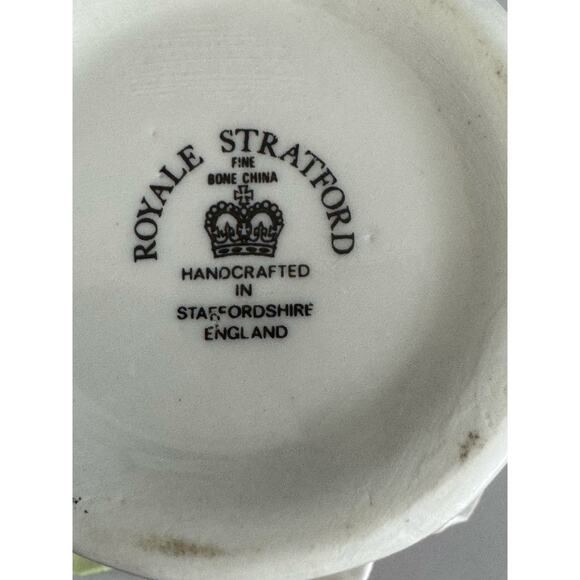 ROYALE STRATFORD
FINE
BONE CHINA
HANDCRAFTED
IN
STAFFORDSHIRE
ENGLAND